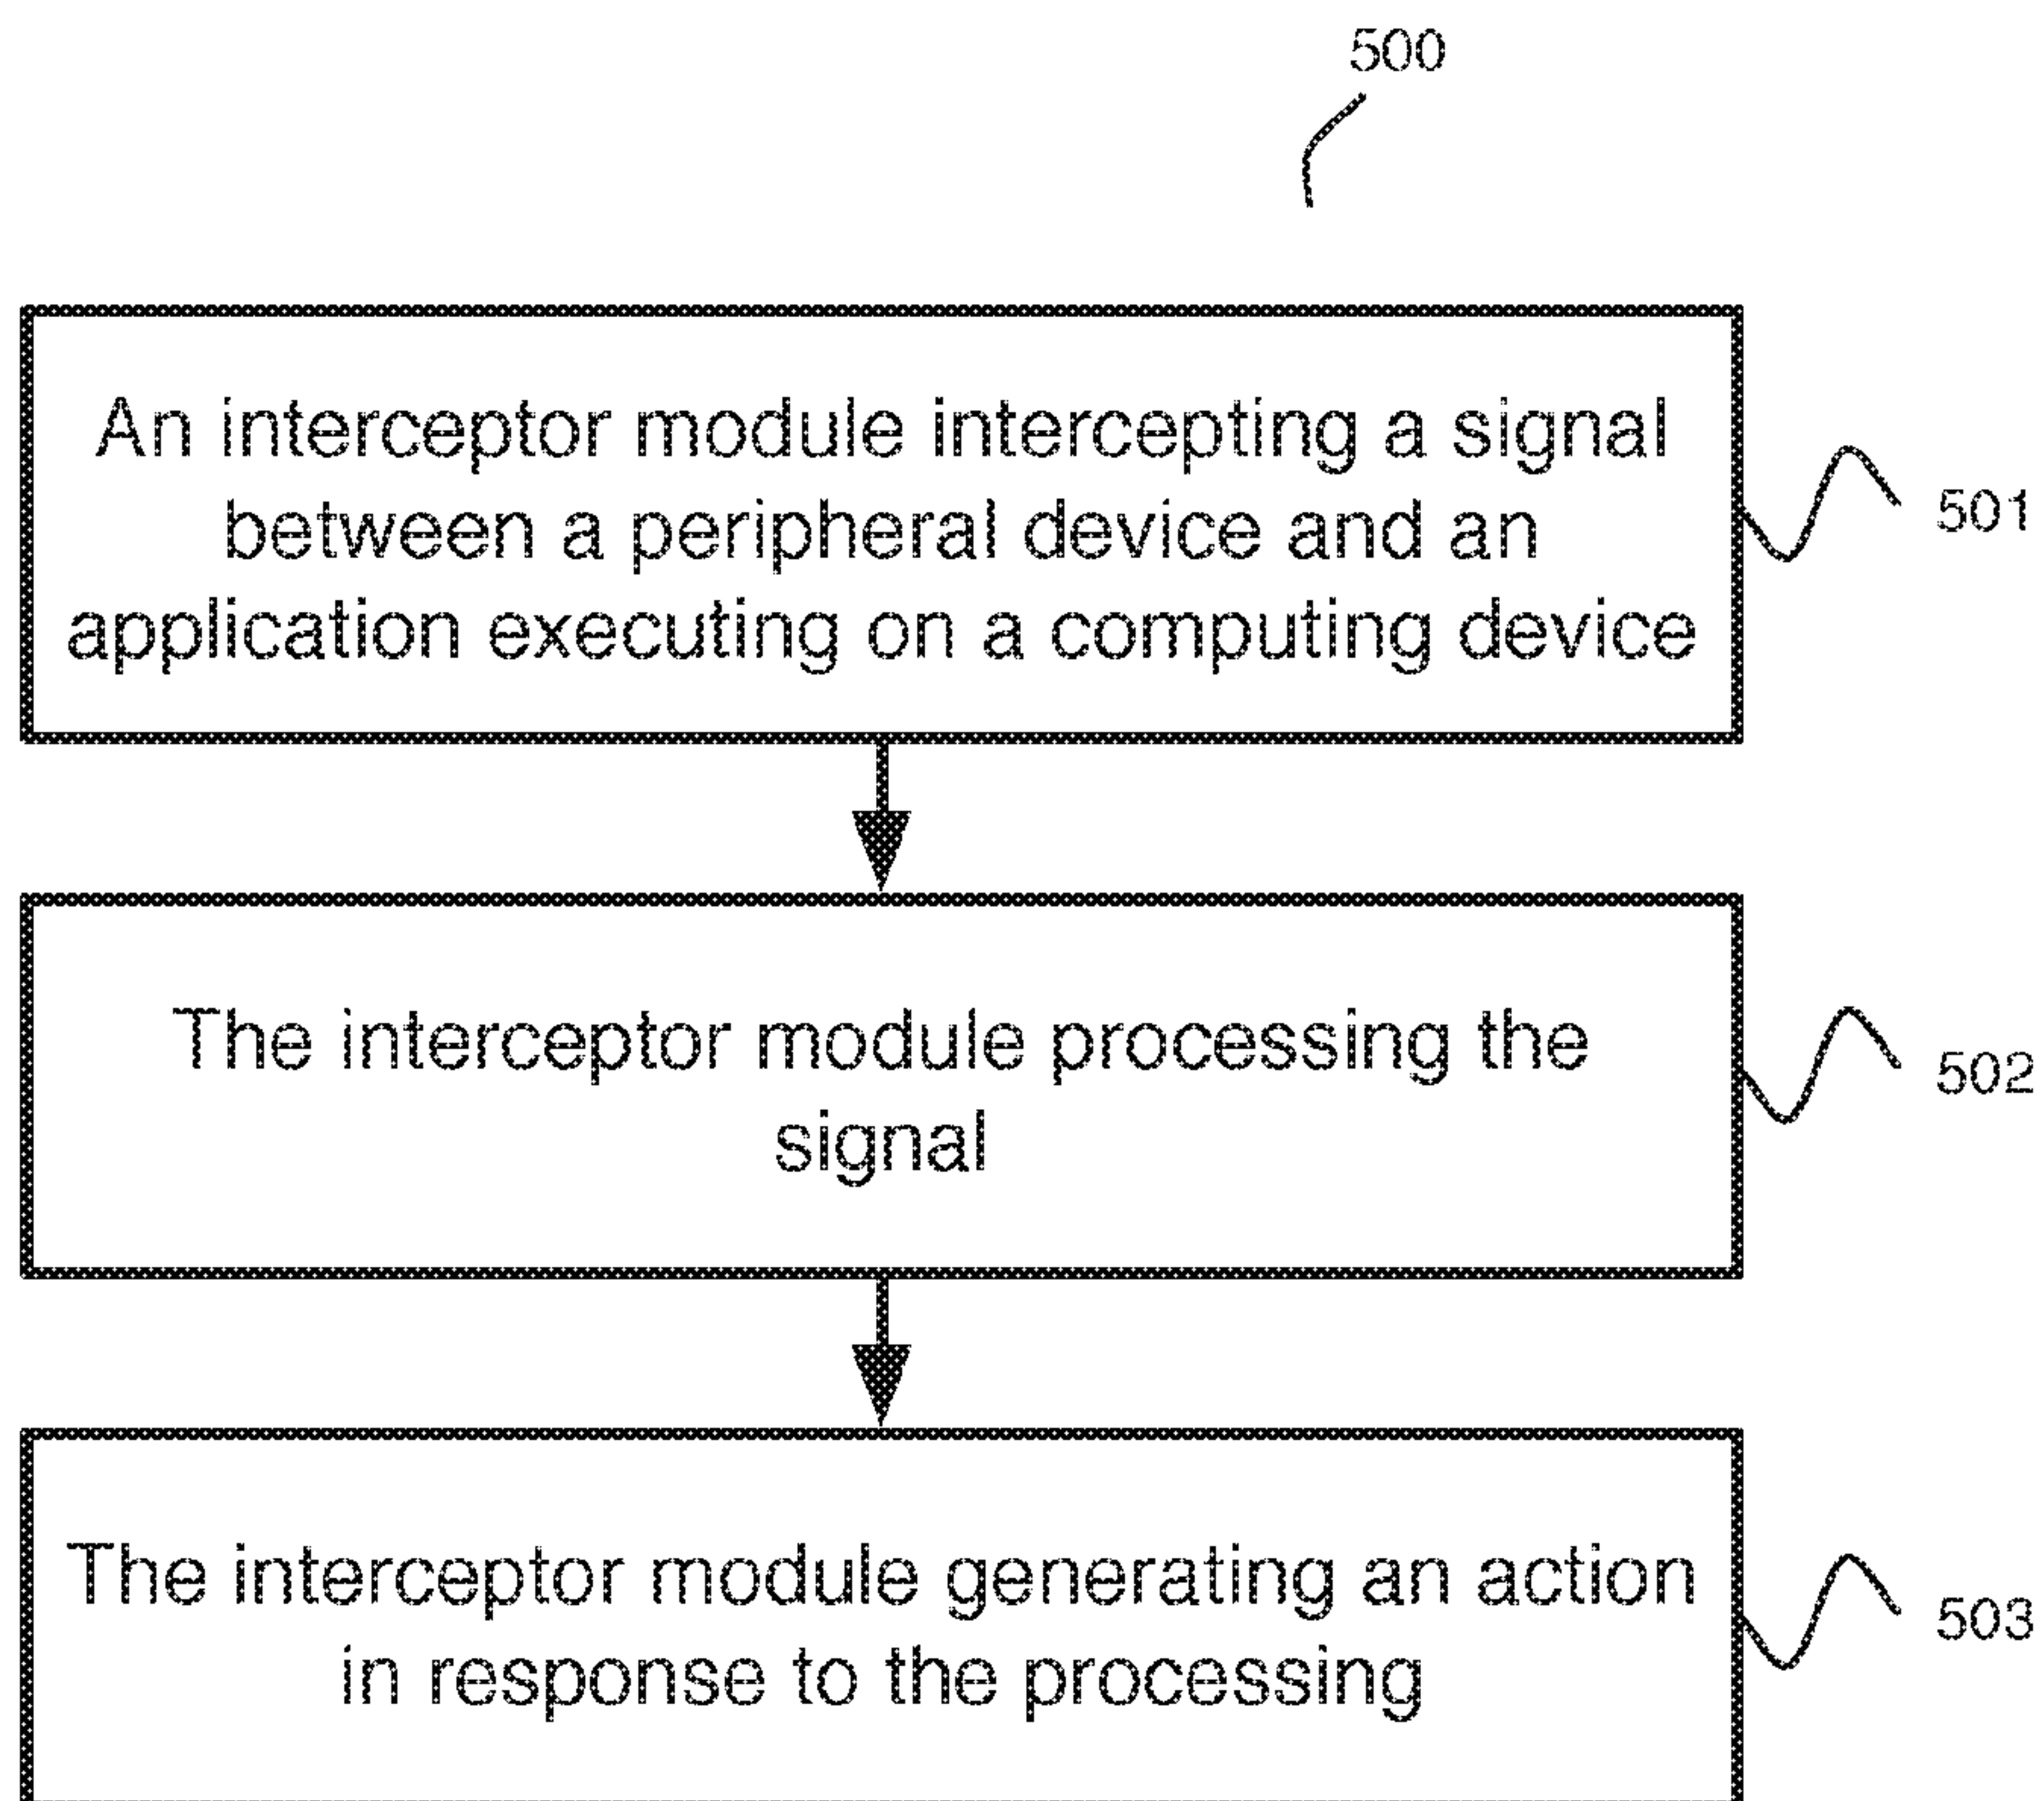 500
An interceptor module intercepting a signal
between a peripheral device and an
application executing on a computing device
501
The interceptor module processing the
signal
502
The interceptor module generating an action
in response to the processing
503